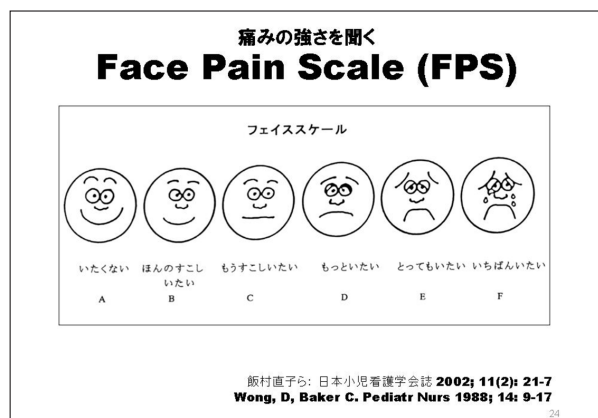 痛みの強さを聞く
Face Pain Scale (FPS)
フェイススケール
いたくない ほんのすこし もうすこしいたい もっといたい とってもいたい いちばんいたい
いたい
A B C D E F
飯村直子ら: 日本小児看護学会誌 2002; 11(2): 21-7
Wong, D, Baker C. Pediatr Nurs 1988; 14: 9-17
24